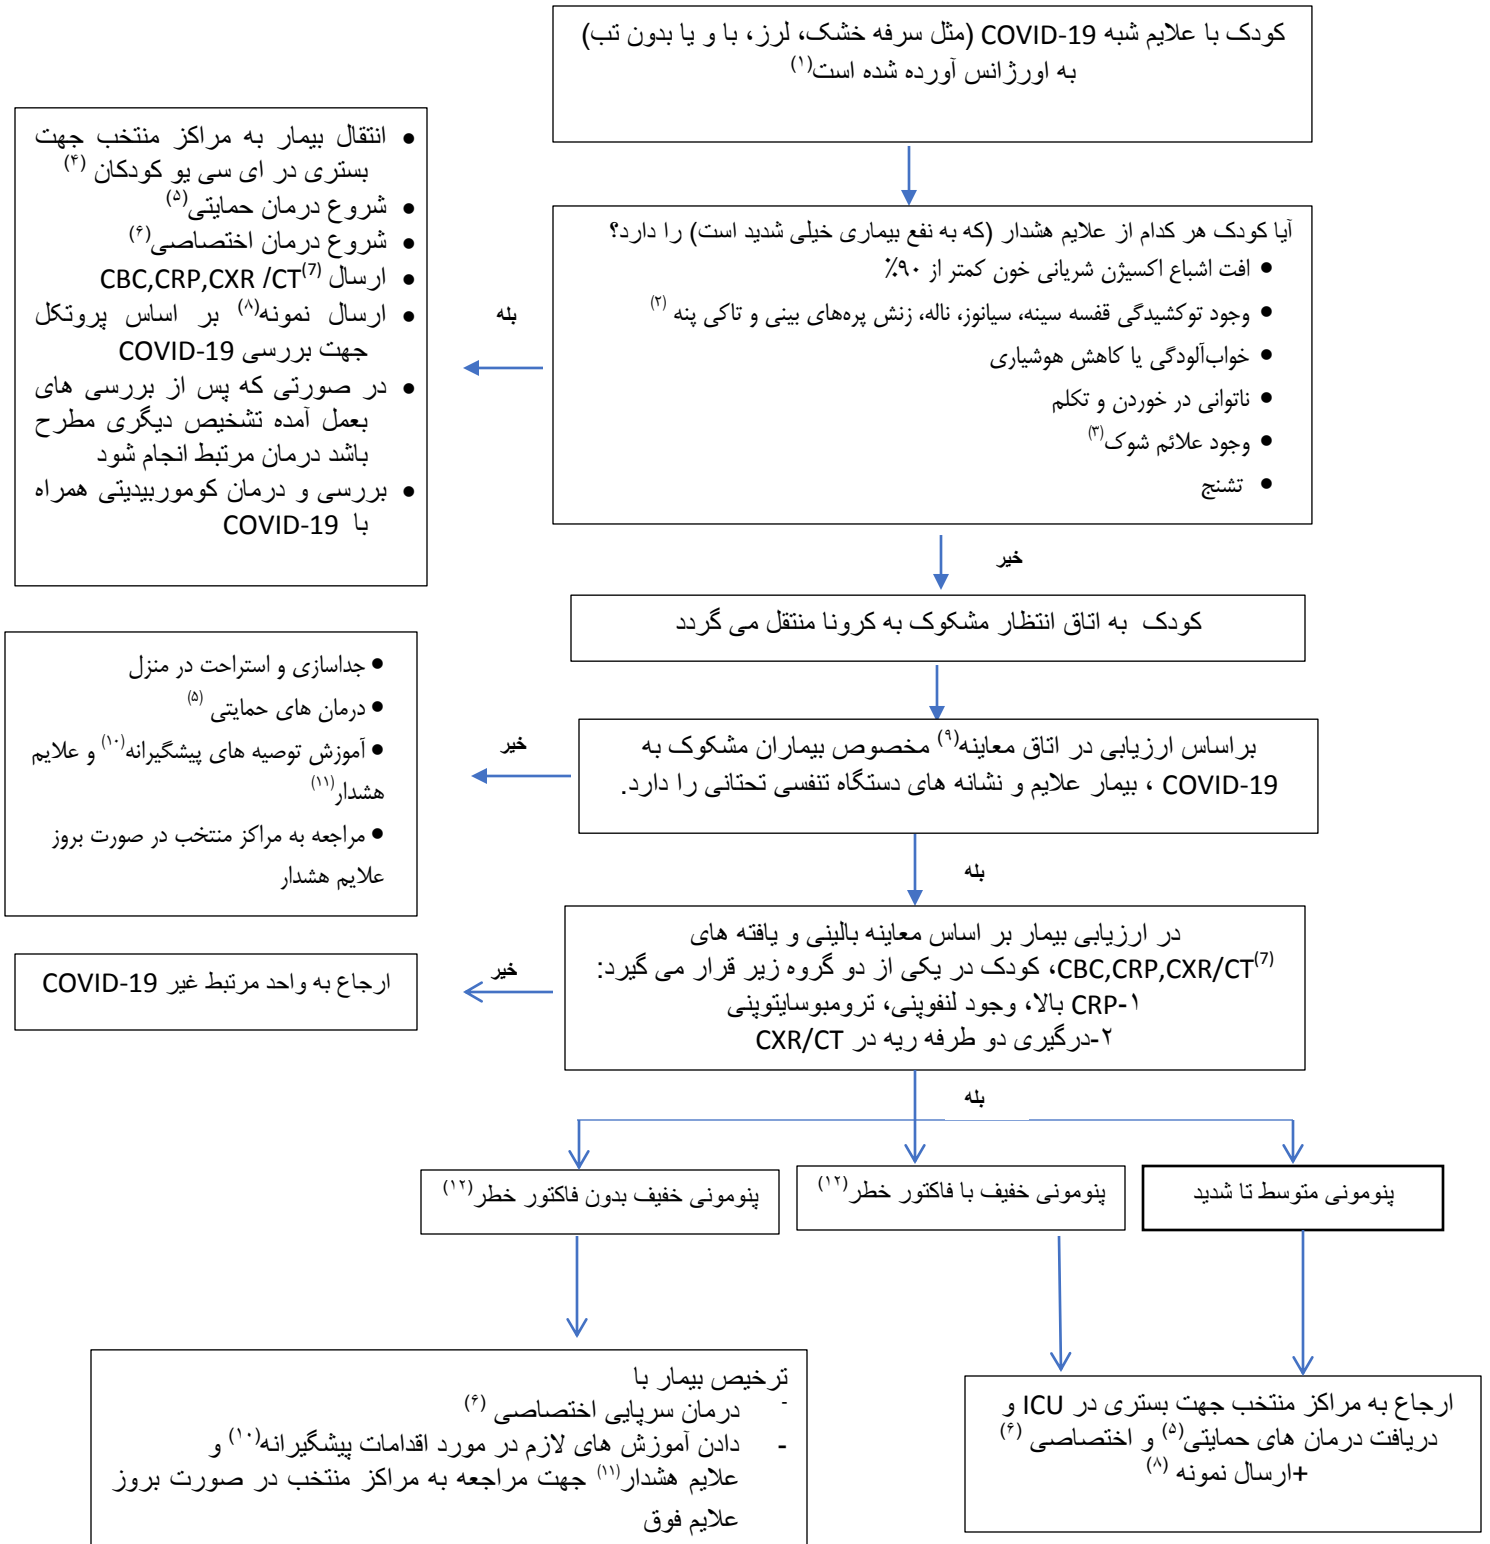 کودک با علایم شبه COVID-19 (مثل سرفه خشک، لرز، با و یا بدون تب)
به اورژانس آورده شده است(۱)
آیا کودک هر کدام از علایم هشدار (که به نفع بیماری خیلی شدید است) را دارد؟
• افت اشباع اکسیژن شریانی خون کمتر از ۹۰٪
• وجود توکشیدگی قفسه سینه، سیانوز، ناله، زنش پره‌های بینی و تاکی پنه (۲)
• خواب‌آلودگی یا کاهش هوشیاری
• ناتوانی در خوردن و تکلم
• وجود علائم شوک(۳)
• تشنج
بله
• انتقال بیمار به مراکز منتخب جهت
بستری در ای سی یو کودکان (۴)
• شروع درمان حمایتی(۵)
• شروع درمان اختصاصی(۶)
• ارسال CBC,CRP,CXR /CT(7)
• ارسال نمونه(۸) بر اساس پروتکل
جهت بررسی COVID-19
• در صورتی که پس از بررسی های
بعمل آمده تشخیص دیگری مطرح
باشد درمان مرتبط انجام شود
• بررسی و درمان کوموربیدیتی همراه
با COVID-19
خیر
کودک به اتاق انتظار مشکوک به کرونا منتقل می گردد
براساس ارزیابی در اتاق معاینه(۹) مخصوص بیماران مشکوک به
COVID-19 ، بیمار علایم و نشانه های دستگاه تنفسی تحتانی را دارد.
خیر
• جداسازی و استراحت در منزل
• درمان های حمایتی (۵)
• آموزش توصیه های پیشگیرانه(۱۰) و علایم
هشدار(۱۱)
• مراجعه به مراکز منتخب در صورت بروز
علایم هشدار
بله
در ارزیابی بیمار بر اساس معاینه بالینی و یافته های
CBC,CRP,CXR/CT(7)، کودک در یکی از دو گروه زیر قرار می گیرد:
۱-CRP بالا، وجود لنفوپنی، ترومبوسایتوپنی
۲-درگیری دو طرفه ریه در CXR/CT
خیر
ارجاع به واحد مرتبط غیر COVID-19
بله
پنومونی متوسط تا شدید
پنومونی خفیف با فاکتور خطر(۱۲)
پنومونی خفیف بدون فاکتور خطر(۱۲)
ارجاع به مراکز منتخب جهت بستری در ICU و
دریافت درمان های حمایتی(۵) و اختصاصی (۶)
+ارسال نمونه (۸)
ترخیص بیمار با
- درمان سرپایی اختصاصی (۶)
- دادن آموزش های لازم در مورد اقدامات پیشگیرانه(۱۰) و
علایم هشدار(۱۱) جهت مراجعه به مراکز منتخب در صورت بروز
علایم فوق